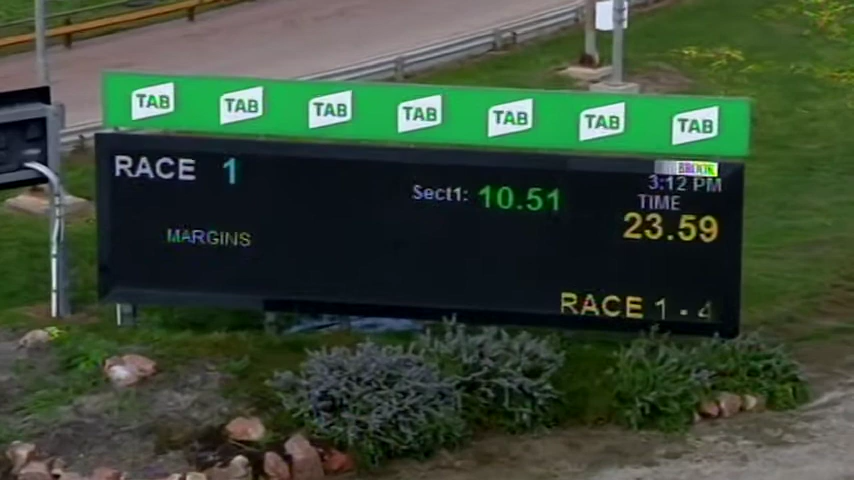 TAB TAB TAB TAB TAB TAB TAB
RACE 1
3:12 PM
Sect1: 10.51
TIME
23.59
MARGINS
RACE 1 - 4